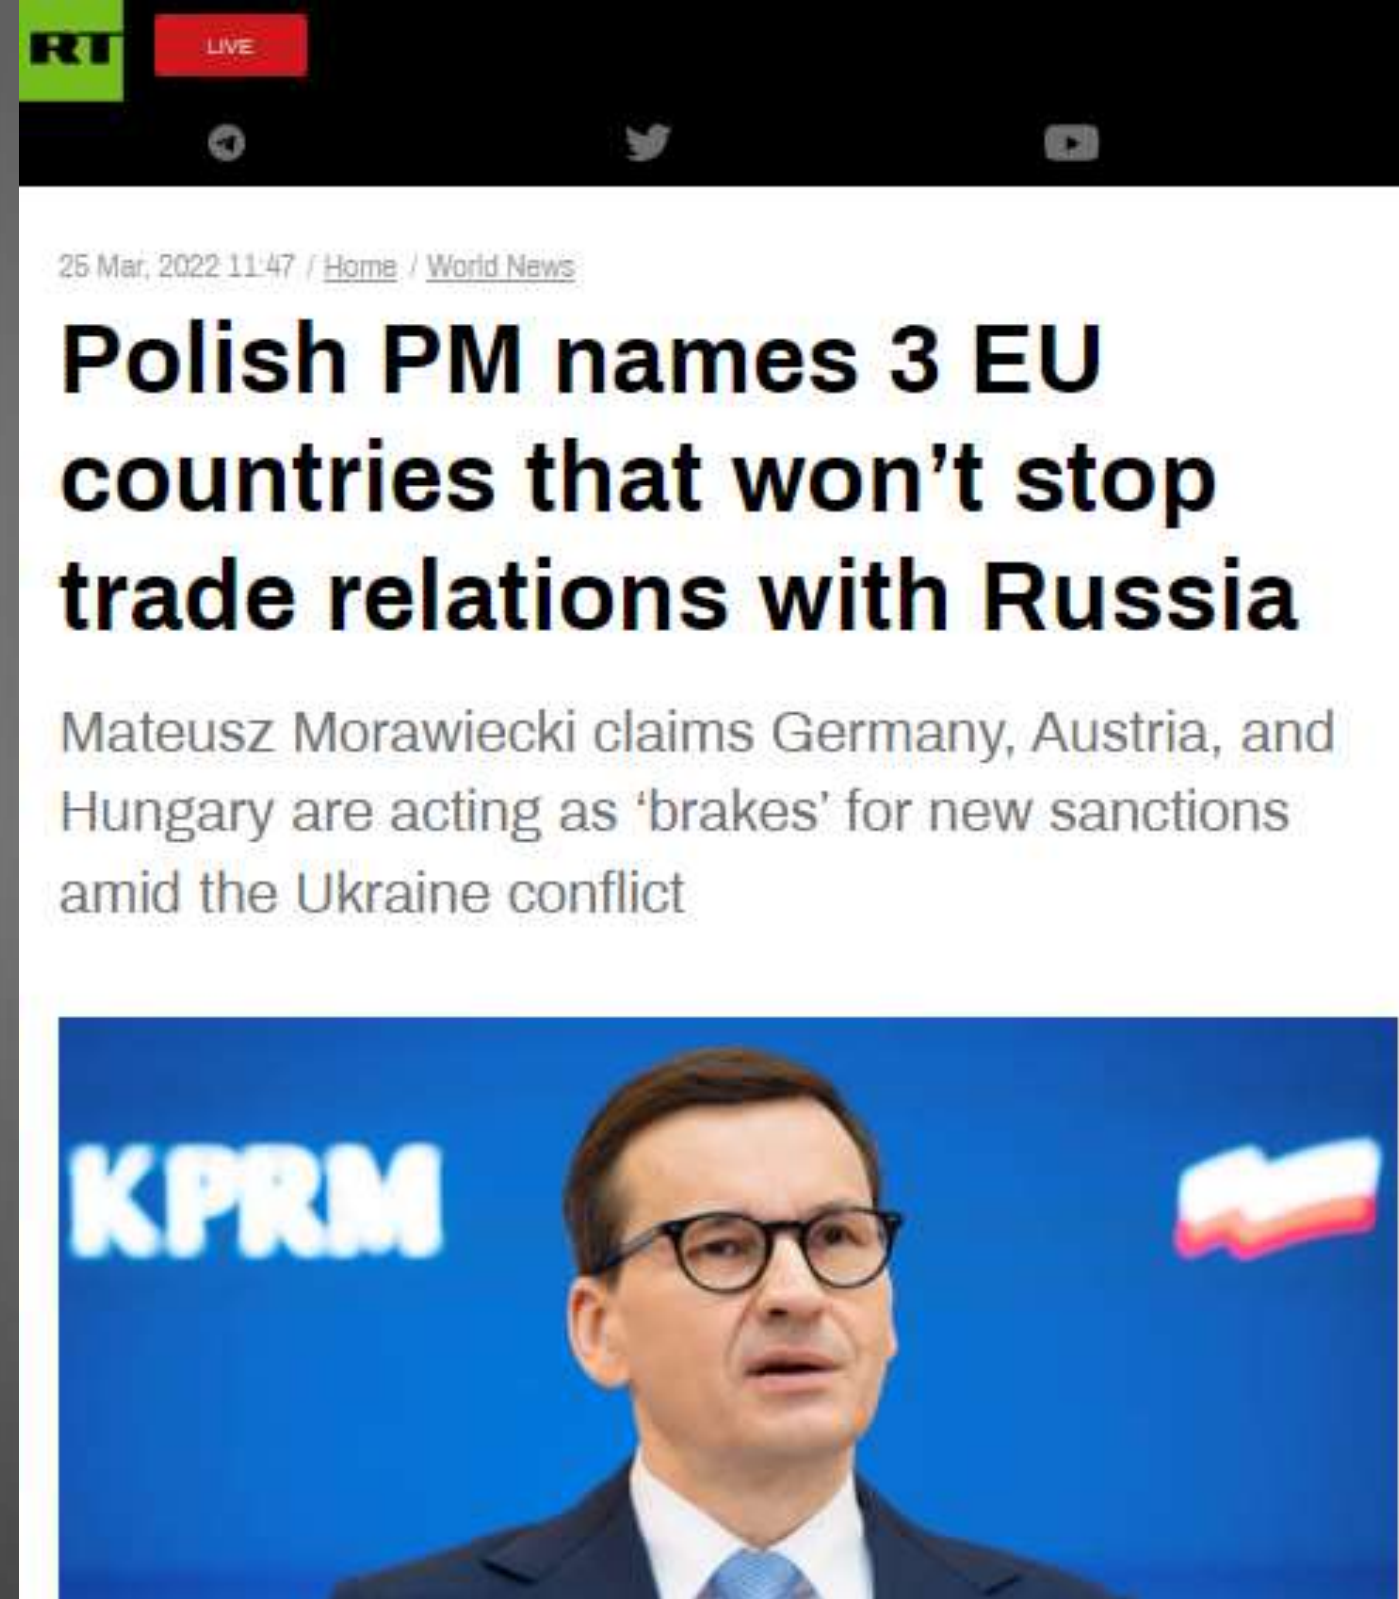 RT
LIVE
25 Mar, 2022 11:47 / Home / World News
Polish PM names 3 EU
countries that won’t stop
trade relations with Russia
Mateusz Morawiecki claims Germany, Austria, and
Hungary are acting as ‘brakes’ for new sanctions
amid the Ukraine conflict
KPRM